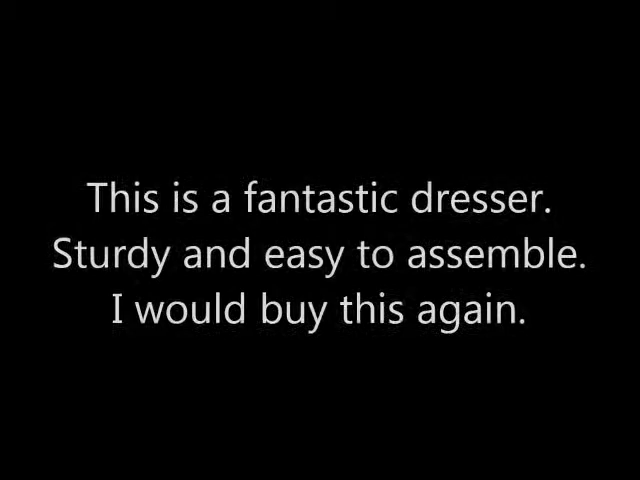 This is a fantastic dresser.
Sturdy and easy to assemble.
I would buy this again.